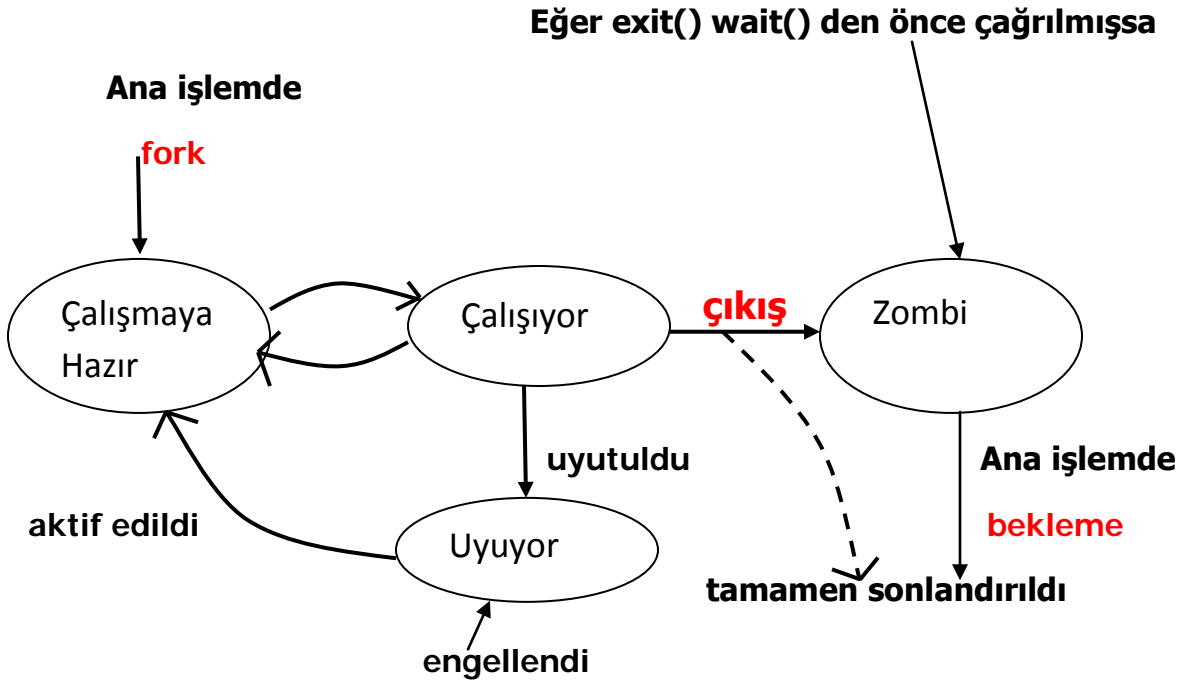 Eğer exit() wait() den önce çağrılmışsa
Ana işlemde
fork
Çalışmaya
Hazır
Çalışıyor
çıkış
Zombi
uyutuldu
Ana işlemde
bekleme
aktif edildi
Uyuyor
tamamen sonlandırıldı
engellendi